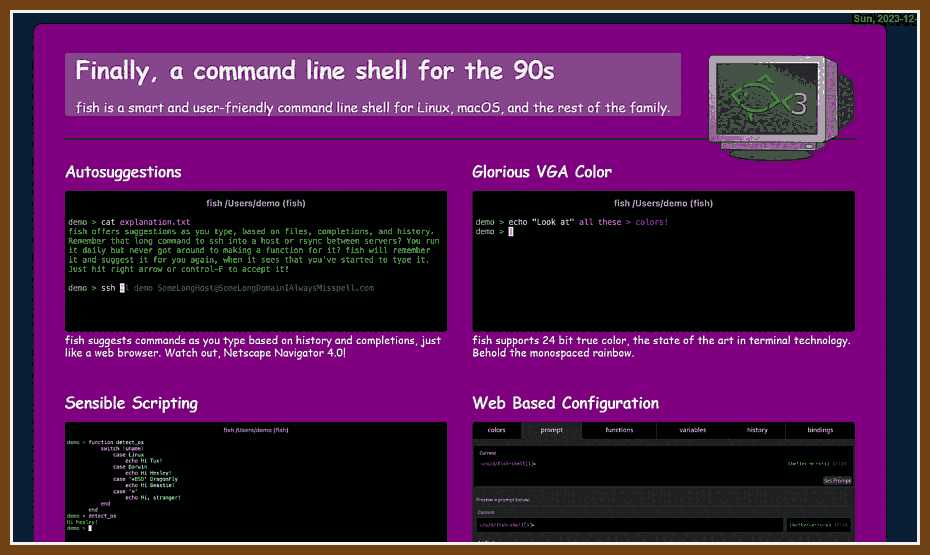 Sun, 2023-12-
Finally, a command line shell for the 90s
fish is a smart and user-friendly command line shell for Linux, macOS, and the rest of the family.
3
Autosuggestions
Glorious VGA Color
fish /Users/demo (fish)
demo > cat explanation.txt
fish offers suggestions as you type, based on files, completions, and history.
Remember that long command to ssh into a host or rsync between servers? You run
it daily but never got around to making a function for it? fish will remember
it and suggest it for you again, when it sees that you've started to type it.
Just hit right arrow or control-F to accept it!
demo > ssh -l demo SomeLongHost@SomeLongDomainIAlwaysMisspell.com
fish /Users/demo (fish)
demo > echo "Look at" all these > colors!
demo >
fish suggests commands as you type based on history and completions, just
like a web browser. Watch out, Netscape Navigator 4.0!
fish supports 24 bit true color, the state of the art in terminal technology.
Behold the monospaced rainbow.
Sensible Scripting
Web Based Configuration
fish /Users/demo (fish)
demo > function detect_os
switch (uname)
case Linux
echo Hi Tux!
case Darwin
echo Hi Hexley!
case '*BSD' DragonFly
echo Hi Beastie!
case '*'
echo Hi, stranger!
end
end
demo > detect_os
Hi Hexley!
demo >
colors prompt functions variables history bindings
Current
~/o/d/fish-shell[i]>
(better-errors)
Set Prompt
Preview a prompt below:
Current
~/o/d/fish-shell[i]>
(better-errors)